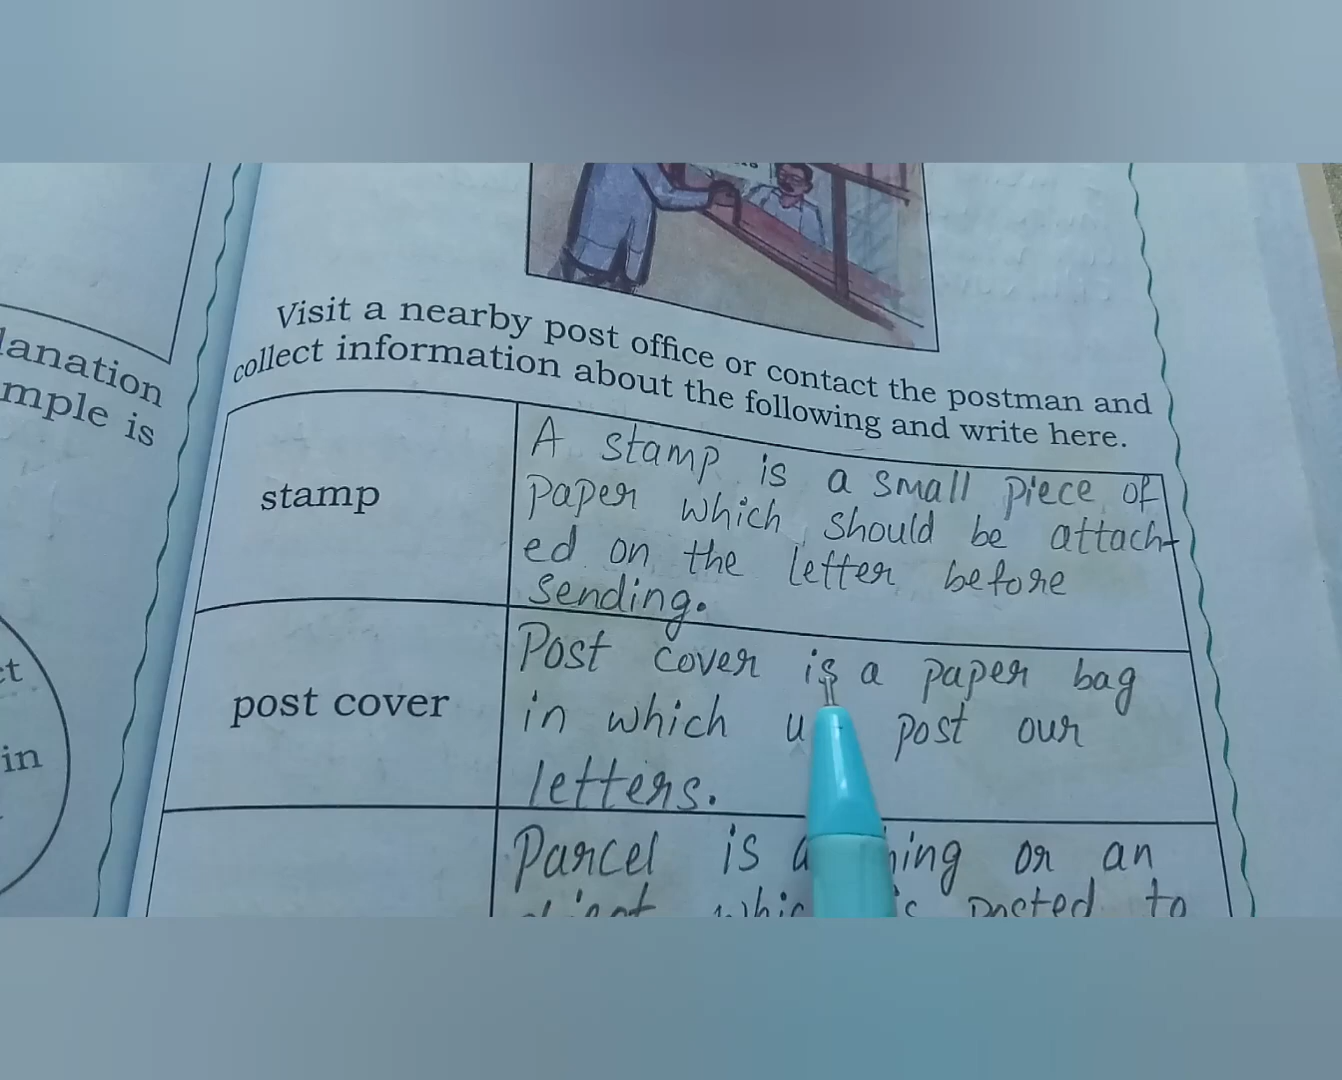 lanation
mple is
t
in
Visit a nearby post office or contact the postman and
collect information about the following and write here.
stamp
A stamp is a small piece of
paper which should be attach-
ed on the letter before
sending.
post cover
Post cover is a paper bag
in which post our
letters.
Parcel is or an
posted to